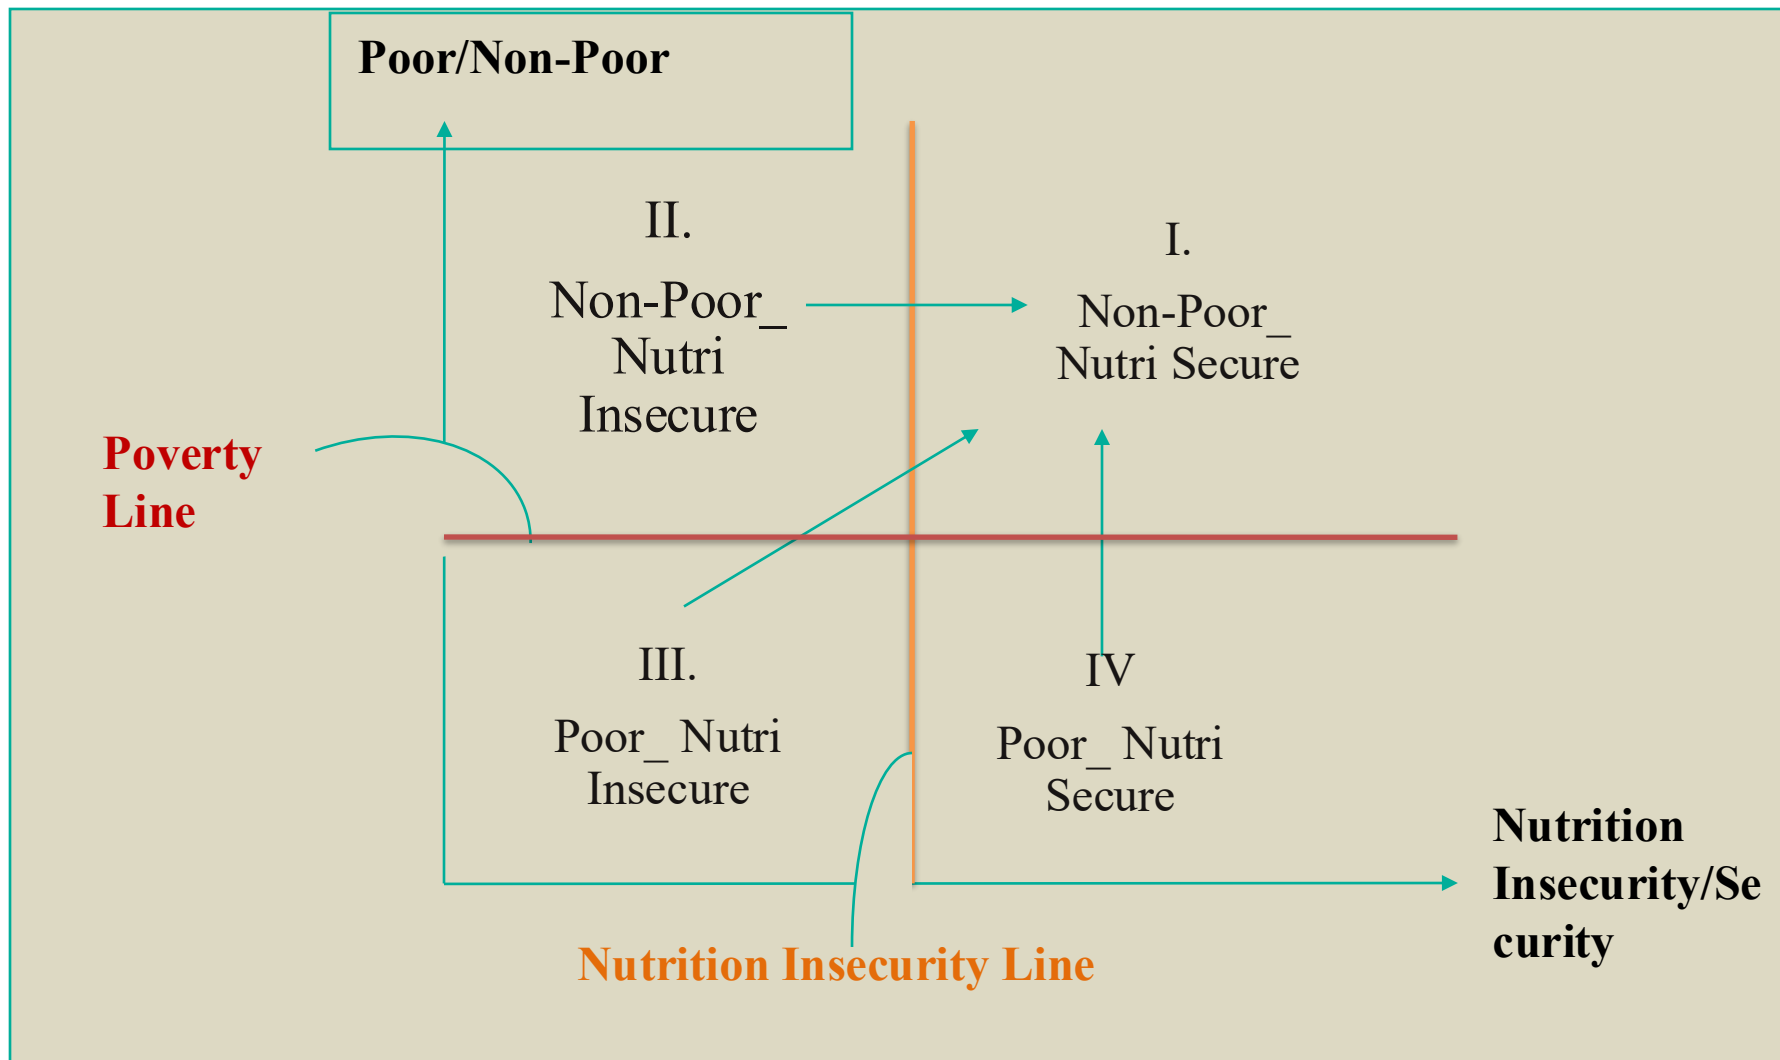 Poor/Non-Poor
II.
Non-Poor_
Nutri
Insecure
I.
Non-Poor_
Nutri Secure
Poverty
Line
III.
Poor_ Nutri
Insecure
IV
Poor_ Nutri
Secure
Nutrition
Insecurity/Se
curity
Nutrition Insecurity Line